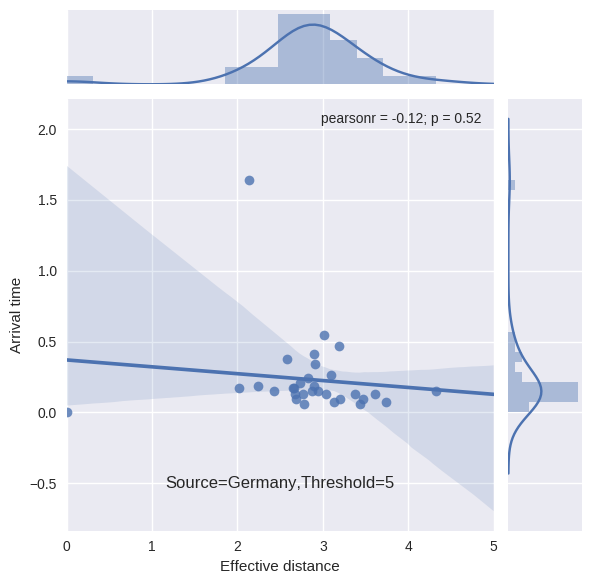 pearsonr = -0.12; p = 0.52
2.0
1.5
1.0
0.5
0.0
−0.5
Arrival time
Source=Germany,Threshold=5
0 1 2 3 4 5
Effective distance